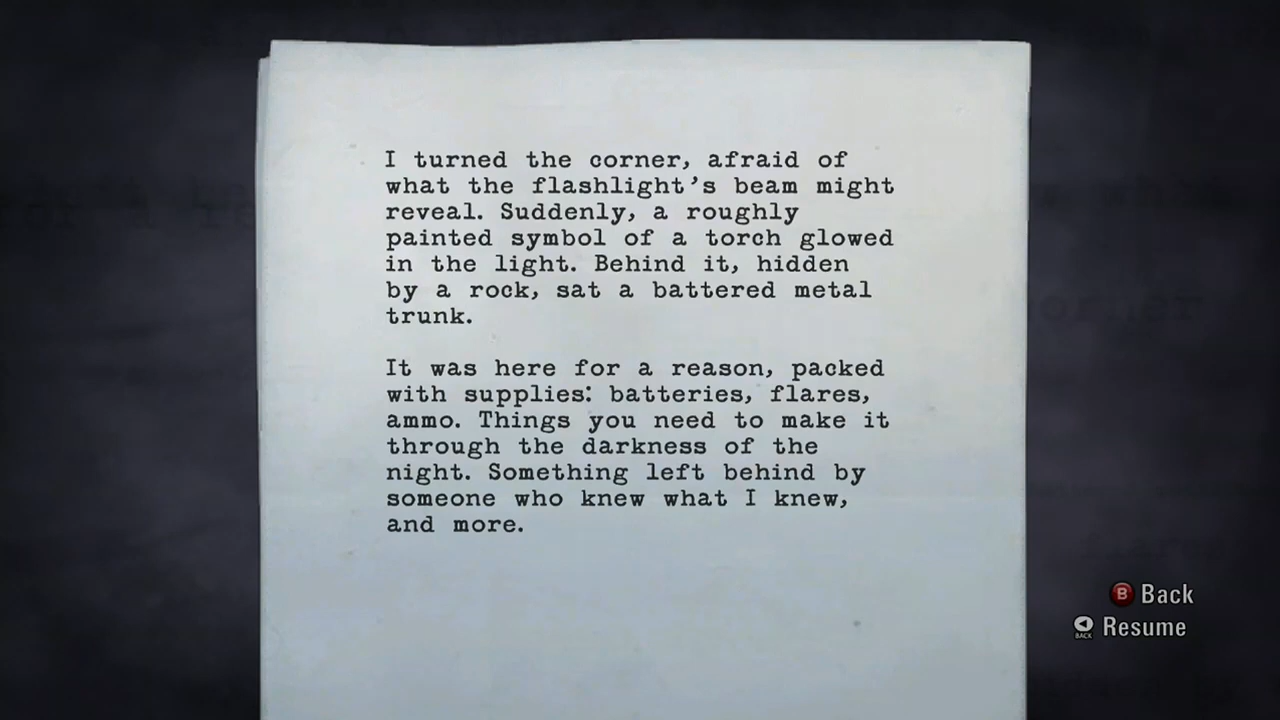 I turned the corner, afraid of
what the flashlight's beam might
reveal. Suddenly, a roughly
painted symbol of a torch glowed
in the light. Behind it, hidden
by a rock, sat a battered metal
trunk.
It was here for a reason, packed
with supplies: batteries, flares,
ammo. Things you need to make it
through the darkness of the
night. Something left behind by
someone who knew what I knew,
and more.
B Back
BACK Resume